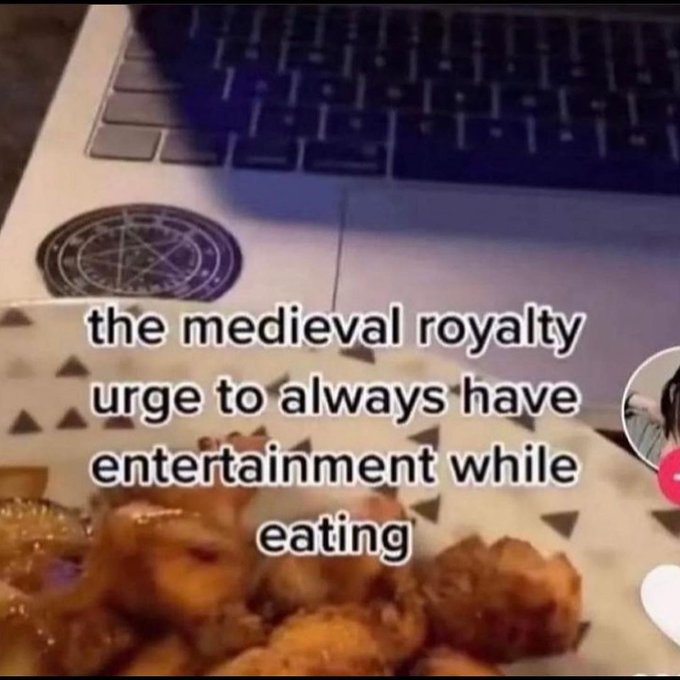 the medieval royalty
urge to always have
entertainment while
eating